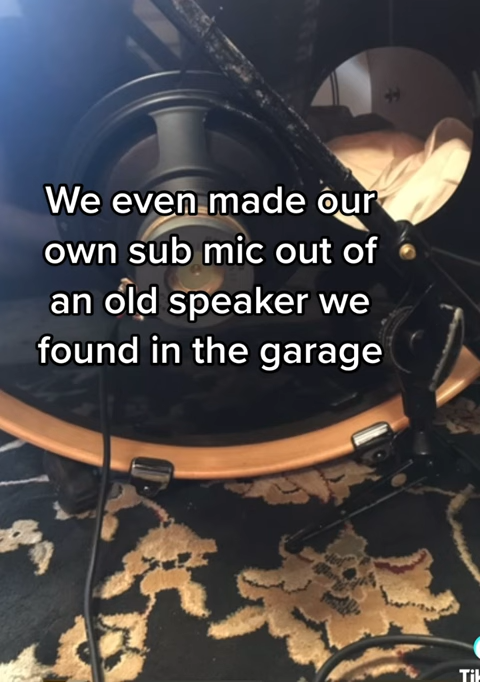 We even made our
own sub mic out of
an old speaker we
found in the garage